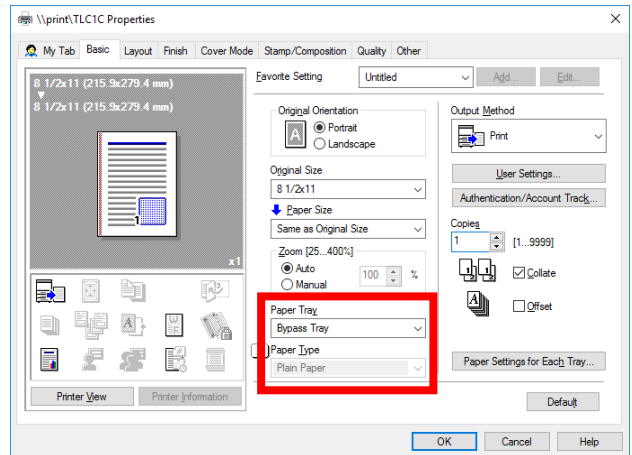 \\print\TLC1C Properties
My Tab Basic Layout Finish Cover Mode Stamp/Composition Quality Other
8 1/2x11 (215.9x279.4 mm)
8 1/2x11 (215.9x279.4 mm)
1
x1
Printer View Printer Information
Favorite Setting Untitled Add... Edit...
Original Orientation
A Portrait
Landscape
Original Size
8 1/2x11
Paper Size
Same as Original Size
Zoom [25...400%]
Auto
Manual
100 %
Paper Tray
Bypass Tray
Paper Type
Plain Paper
Output Method
Print
User Settings...
Authentication/Account Track...
Copies
1 [1...9999]
Collate
Offset
Paper Settings for Each Tray...
Default
OK Cancel Help